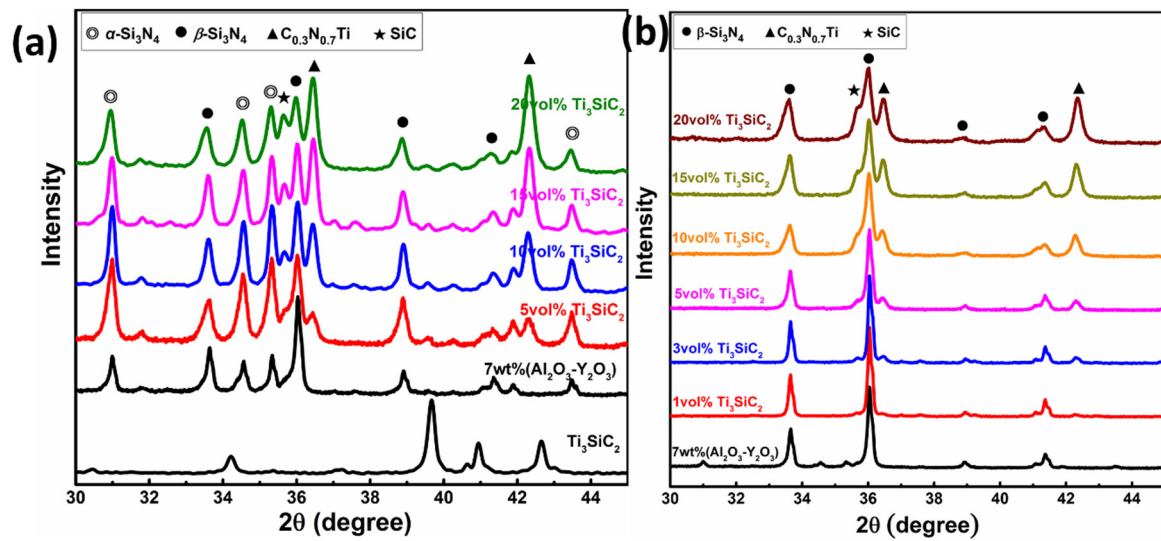 (a)
◎ α-Si₃N₄ ● β-Si₃N₄ ▲ C₀.₃N₀.₇Ti ★ SiC
20vol% Ti₃SiC₂
15vol% Ti₃SiC₂
10vol% Ti₃SiC₂
5vol% Ti₃SiC₂
7wt%(Al₂O₃-Y₂O₃)
Ti₃SiC₂
Intensity
30 32 34 36 38 40 42 44
2θ (degree)
(b)
● β-Si₃N₄ ▲ C₀.₃N₀.₇Ti ★ SiC
20vol% Ti₃SiC₂
15vol% Ti₃SiC₂
10vol% Ti₃SiC₂
5vol% Ti₃SiC₂
3vol% Ti₃SiC₂
1vol% Ti₃SiC₂
7wt%(Al₂O₃-Y₂O₃)
Intensity
30 32 34 36 38 40 42 44
2θ (degree)